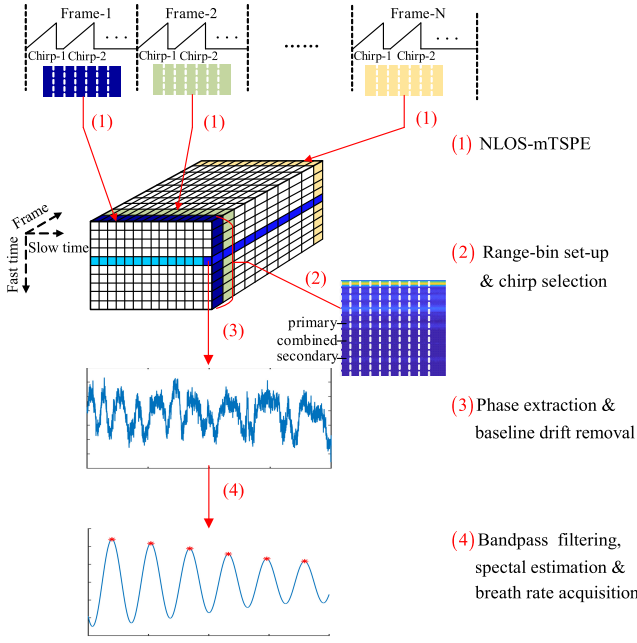 Frame-1
Frame-2
Frame-N
. . .
. . .
......
. . .
Chirp-1 Chirp-2
Chirp-1 Chirp-2
Chirp-1 Chirp-2
(1)
(1)
(1)
(1) NLOS-mTSPE
Frame
Slow time
Fast time
(2)
(2) Range-bin set-up
& chirp selection
primary
combined
secondary
(3)
(3) Phase extraction &
baseline drift removal
(4)
(4) Bandpass filtering,
spectal estimation &
breath rate acquisition